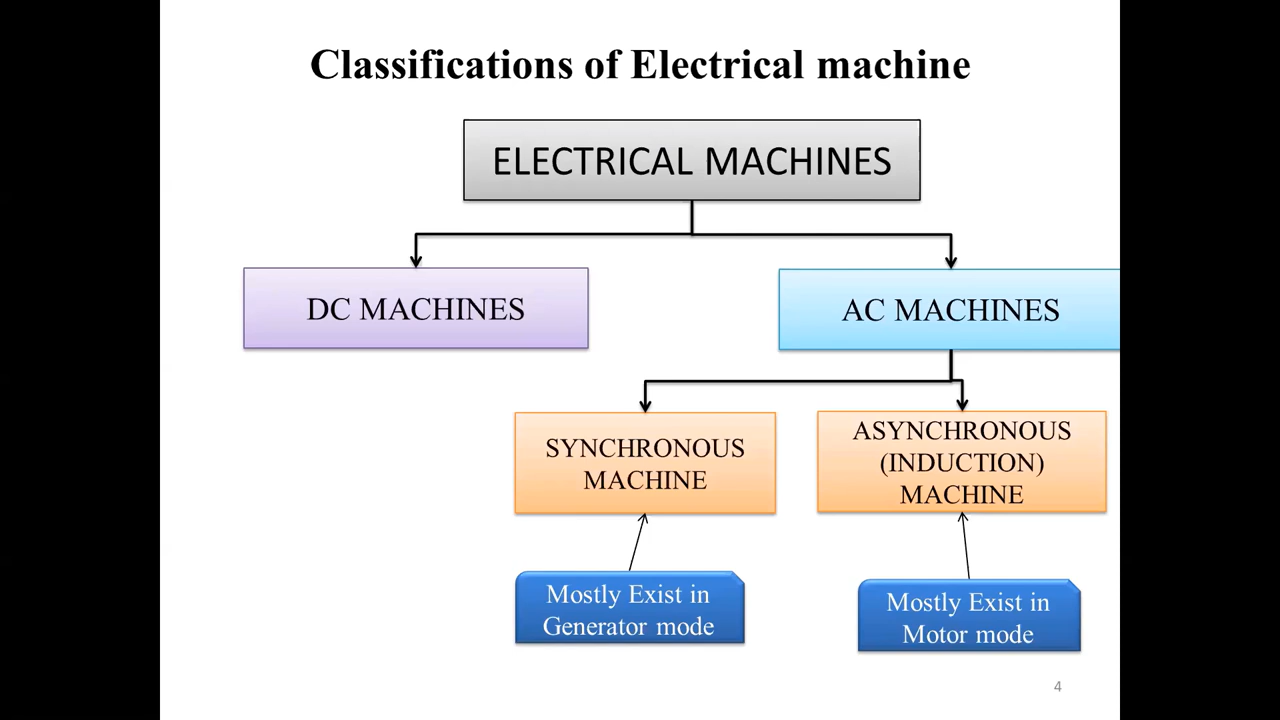 Classifications of Electrical machine
ELECTRICAL MACHINES
DC MACHINES
AC MACHINES
SYNCHRONOUS
MACHINE
ASYNCHRONOUS
(INDUCTION)
MACHINE
Mostly Exist in
Generator mode
Mostly Exist in
Motor mode
4